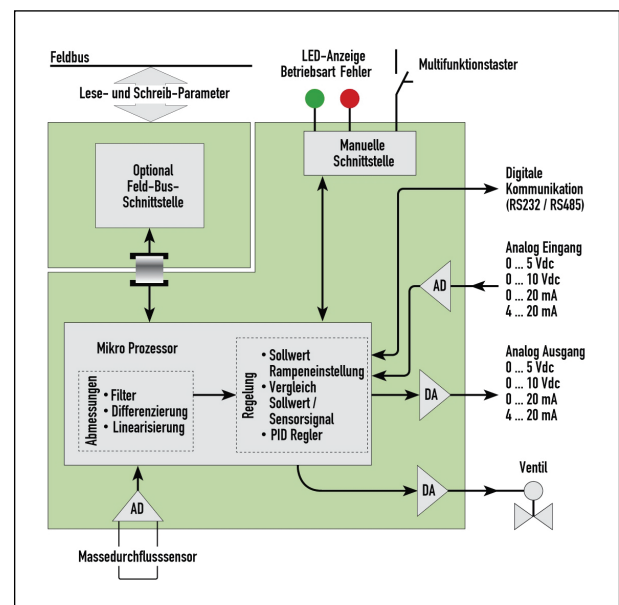 Feldbus
Lese- und Schreib-Parameter
LED-Anzeige
Betriebsart Fehler
Multifunktionstaster
Optional
Feld-Bus-
Schnittstelle
Manuelle
Schnittstelle
Digitale
Kommunikation
(RS232 / RS485)
Analog Eingang
0 ... 5 Vdc
0 ... 10 Vdc
0 ... 20 mA
4 ... 20 mA
AD
Mikro Prozessor
Abmessungen
• Filter
• Differenzierung
• Linearisierung
Regelung
• Sollwert
Rampeneinstellung
• Vergleich
Sollwert /
Sensorsignal
• PID Regler
Analog Ausgang
0 ... 5 Vdc
0 ... 10 Vdc
0 ... 20 mA
4 ... 20 mA
DA
DA
Ventil
AD
Massedurchflusssensor